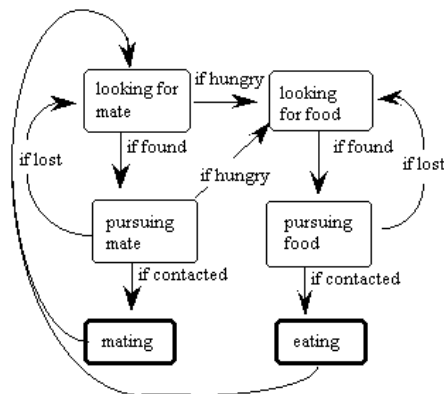 looking for
mate
if hungry
looking
for food
if lost
if found
if hungry
if found
if lost
pursuing
mate
pursuing
food
if contacted
if contacted
mating
eating